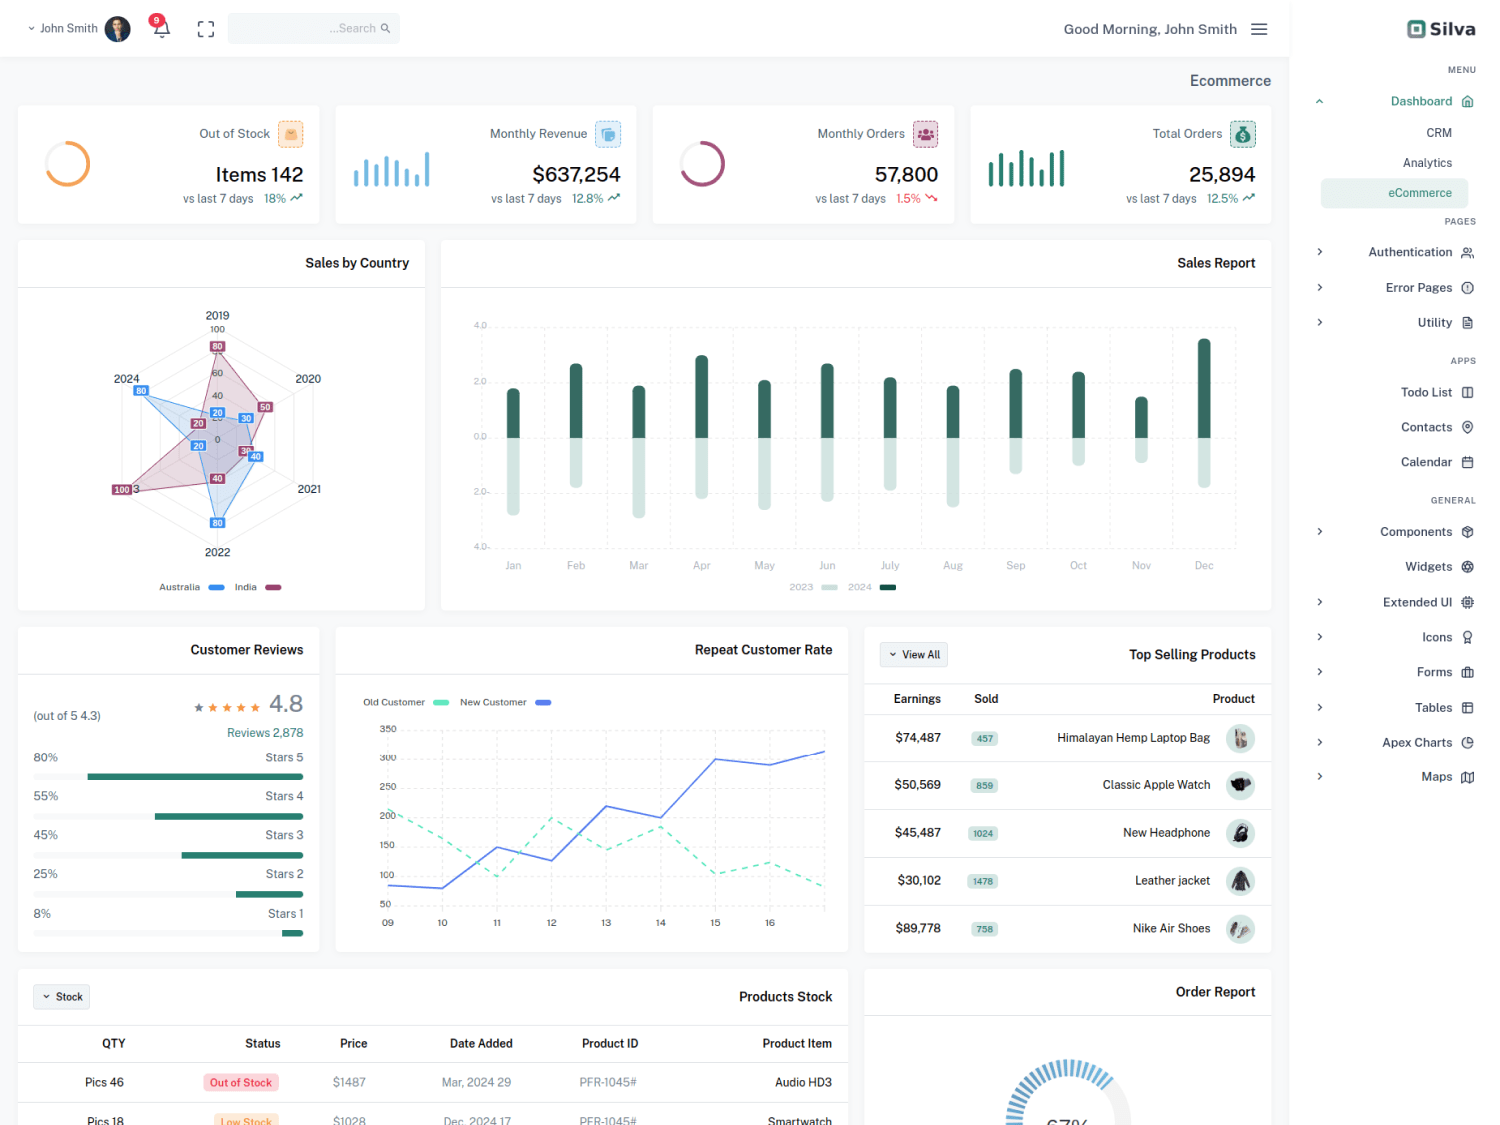 John Smith
9
Search...
Good Morning, John Smith
Silva
MENU
Dashboard
CRM
Analytics
eCommerce
PAGES
Authentication
Error Pages
Utility
APPS
Todo List
Contacts
Calendar
GENERAL
Components
Widgets
Extended UI
Icons
Forms
Tables
Apex Charts
Maps
Ecommerce
Out of Stock
Items 142
vs last 7 days 18%
Monthly Revenue
$637,254
vs last 7 days 12.8%
Monthly Orders
57,800
vs last 7 days 1.5%
Total Orders
25,894
vs last 7 days 12.5%
Sales by Country
2019
100
80
60
40
20
0
2024
80
2020
50
20
30
20
30
40
40
100
3
2021
80
2022
Australia
India
Sales Report
4.0
2.0
0.0
2.0-
4.0-
Jan Feb Mar Apr May Jun July Aug Sep Oct Nov Dec
2023
2024
Customer Reviews
4.8
(out of 5 4.3)
Reviews 2,878
80% Stars 5
55% Stars 4
45% Stars 3
25% Stars 2
8% Stars 1
Repeat Customer Rate
Old Customer
New Customer
350
300
250
200
150
100
50
09 10 11 12 13 14 15 16
View All
Top Selling Products
Earnings Sold Product
$74,487 457 Himalayan Hemp Laptop Bag
$50,569 859 Classic Apple Watch
$45,487 1024 New Headphone
$30,102 1478 Leather jacket
$89,778 758 Nike Air Shoes
Stock
Products Stock
QTY Status Price Date Added Product ID Product Item
Pics 46 Out of Stock $1487 Mar, 2024 29 PFR-1045# Audio HD3
Pics 18 Low Stock $1028 Dec, 2024 17 PFR-1045# Smartwatch
Order Report
67%